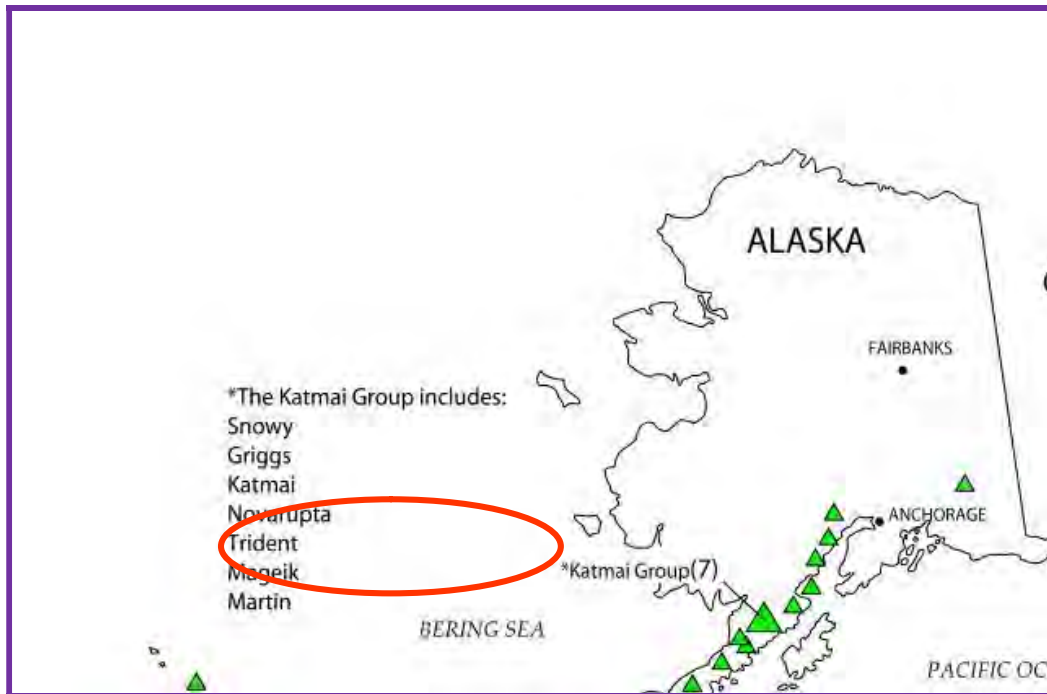 ALASKA
FAIRBANKS
*The Katmai Group includes:
Snowy
Griggs
Katmai
Novarupta
Trident
Mageik
Martin
ANCHORAGE
*Katmai Group(7)
BERING SEA
PACIFIC OC